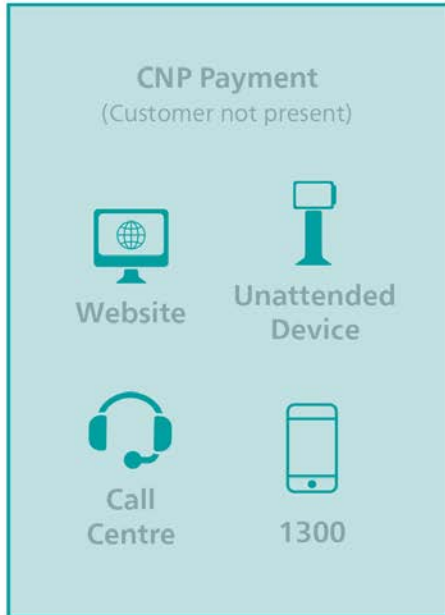 CNP Payment
(Customer not present)
Website
Unattended
Device
Call
Centre
1300